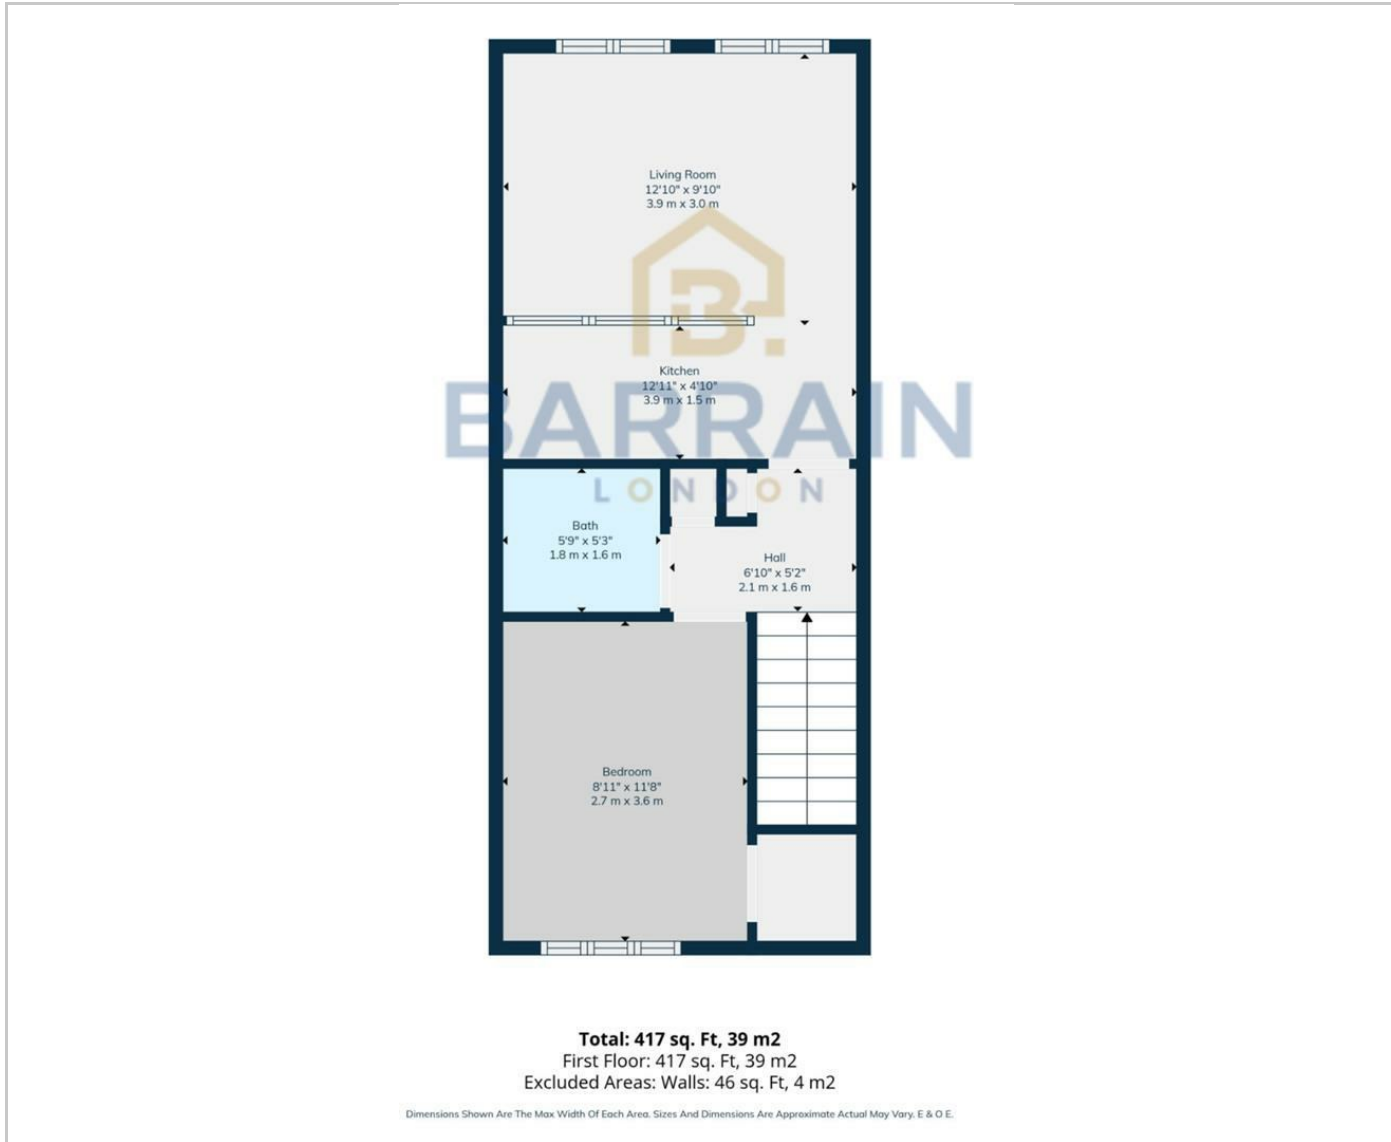 Living Room
12'10" x 9'10"
3.9 m x 3.0 m
B.
Kitchen
12'11" x 4'10"
3.9 m x 1.5 m
BARRAIN
LONDON
Bath
5'9" x 5'3"
1.8 m x 1.6 m
Hall
6'10" x 5'2"
2.1 m x 1.6 m
Bedroom
8'11" x 11'8"
2.7 m x 3.6 m
Total: 417 sq. Ft, 39 m2
First Floor: 417 sq. Ft, 39 m2
Excluded Areas: Walls: 46 sq. Ft, 4 m2
Dimensions Shown Are The Max Width Of Each Area. Sizes And Dimensions Are Approximate Actual May Vary. E & O E.